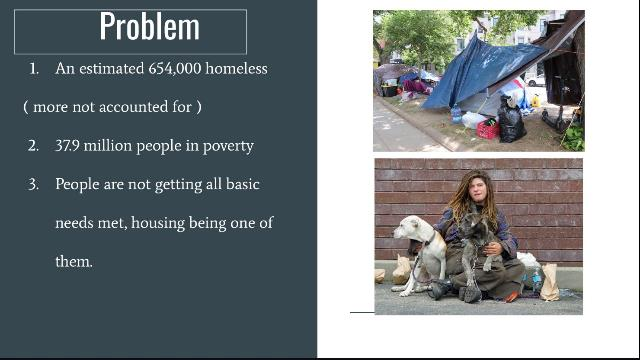 Problem
1. An estimated 654,000 homeless
( more not accounted for )
2. 37.9 million people in poverty
3. People are not getting all basic
needs met, housing being one of
them.